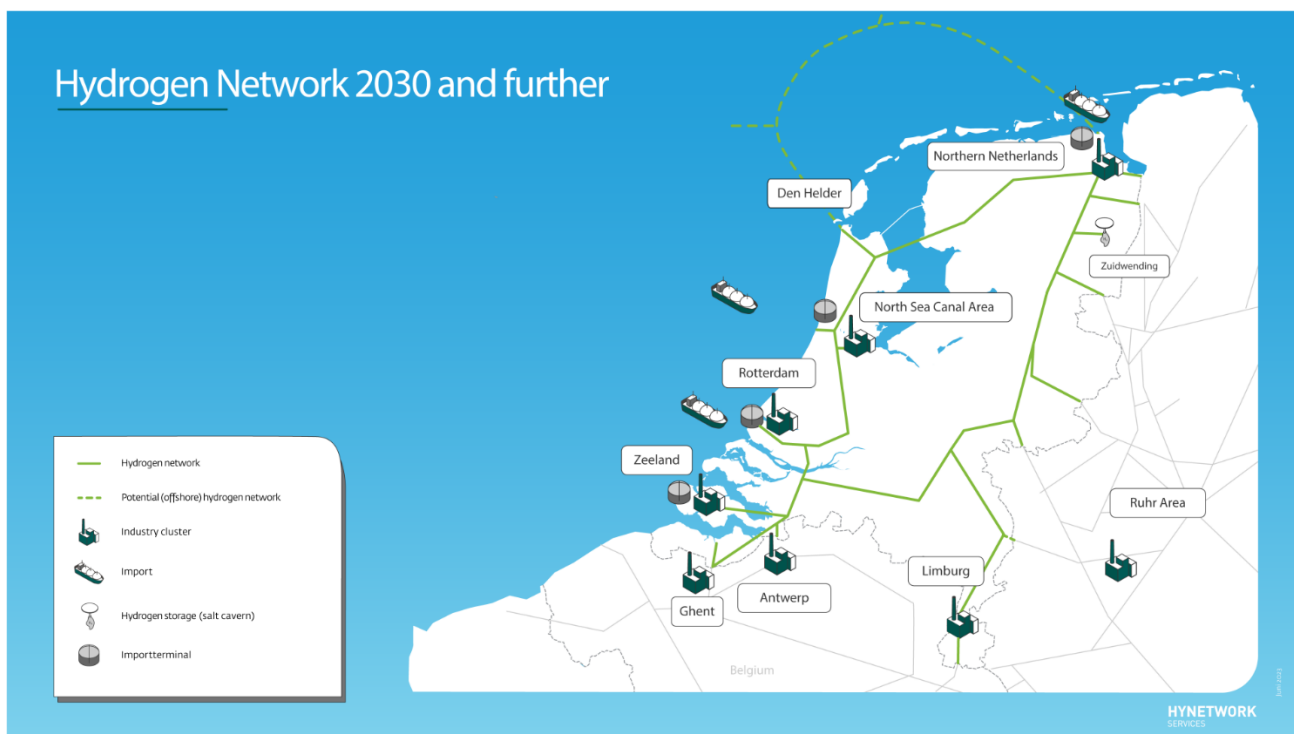 Hydrogen Network 2030 and further
Northern Netherlands
Den Helder
Zuidwending
North Sea Canal Area
Rotterdam
Zeeland
Ruhr Area
Limburg
Antwerp
Ghent
Belgium
Hydrogen network
Potential (offshore) hydrogen network
Industry cluster
Import
Hydrogen storage (salt cavern)
Importterminal
HYNETWORK
SERVICES